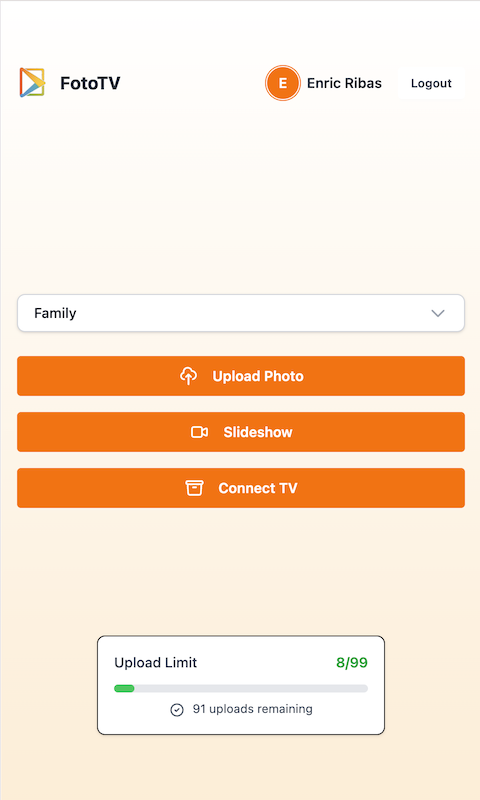 FotoTV
E Enric Ribas Logout
Family
Upload Photo
Slideshow
Connect TV
Upload Limit 8/99
91 uploads remaining